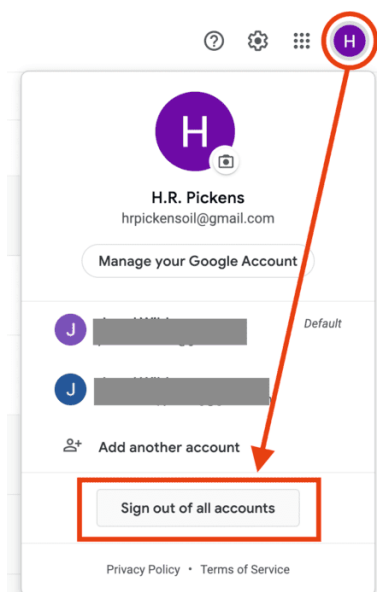 H
H
H.R. Pickens
hrpickensoil@gmail.com
Manage your Google Account
J
Default
J
Add another account
Sign out of all accounts
Privacy Policy • Terms of Service